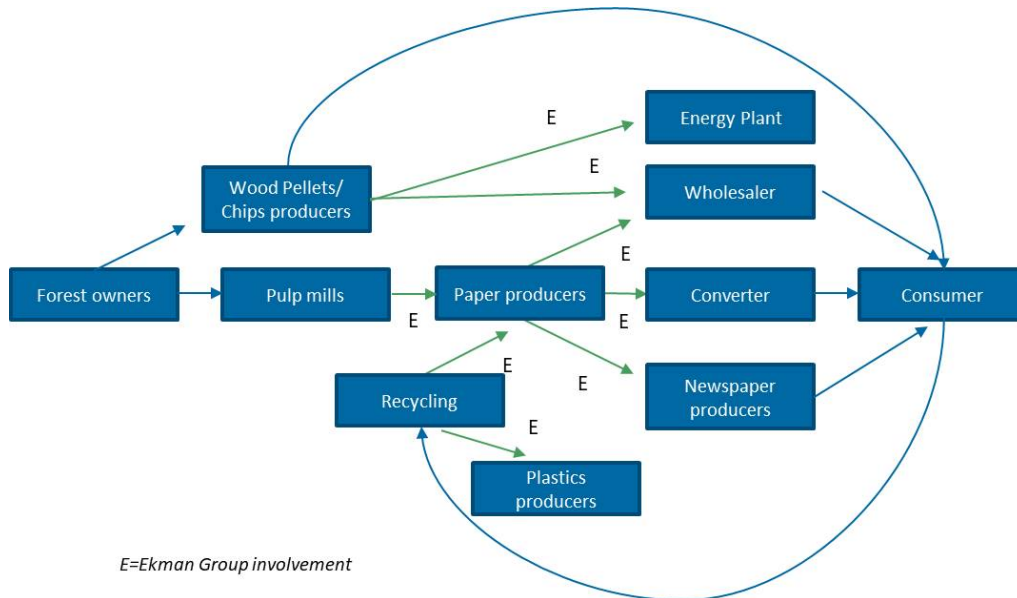 E
Energy Plant
E
Wood Pellets/
Chips producers
Wholesaler
E
Forest owners
Pulp mills
Paper producers
Converter
Consumer
E
E
E
E
Newspaper
producers
Recycling
E
Plastics
producers
E=Ekman Group involvement